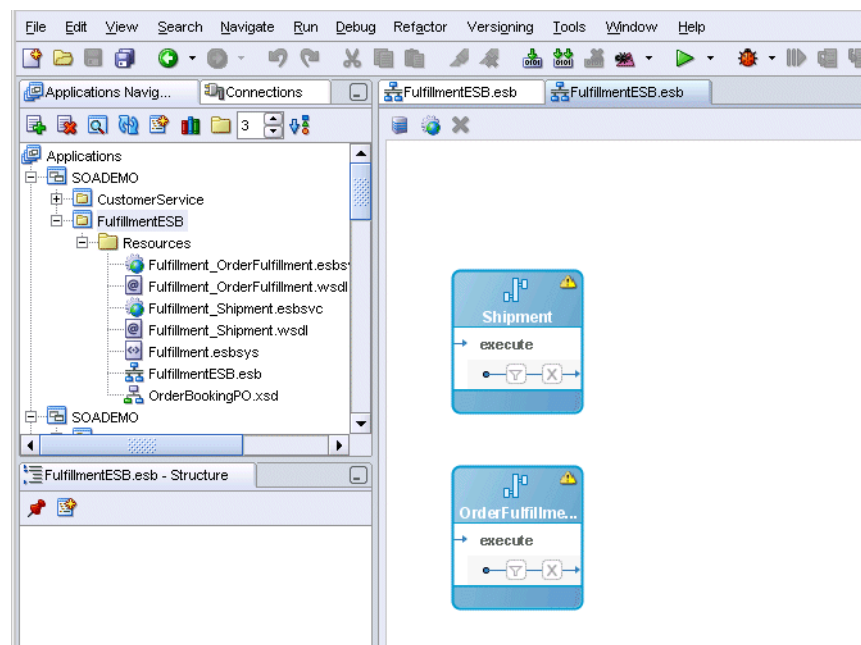 File Edit View Search Navigate Run Debug Refactor Versioning Tools Window Help
Applications Navig... Connections
FulfillmentESB.esb FulfillmentESB.esb
3
Applications
SOADEMO
CustomerService
FulfillmentESB
Resources
Fulfillment_OrderFulfillment.esbs
Fulfillment_OrderFulfillment.wsdl
Fulfillment_Shipment.esbsvc
Fulfillment_Shipment.wsdl
Fulfillment.esbsys
FulfillmentESB.esb
OrderBookingPO.xsd
SOADEMO
FulfillmentESB.esb - Structure
Shipment
execute
OrderFulfillme...
execute